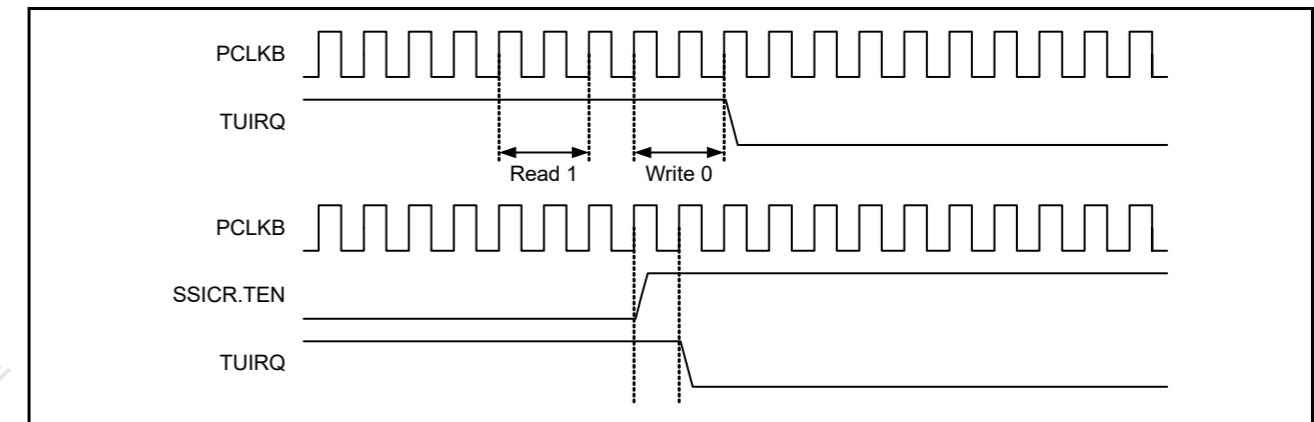 PCLKB
TUIRQ
Read 1 Write 0
PCLKB
SSICR.TEN
TUIRQ